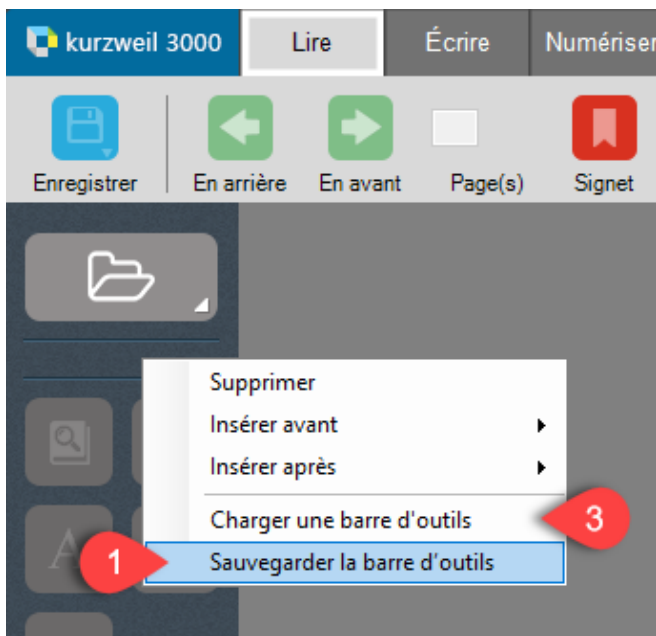 kurzweil 3000 Lire Écrire Numériser
Enregistrer En arrière En avant Page(s) Signet
Supprimer
Insérer avant
Insérer après
Charger une barre d'outils 3
A 1 Sauvegarder la barre d’outils